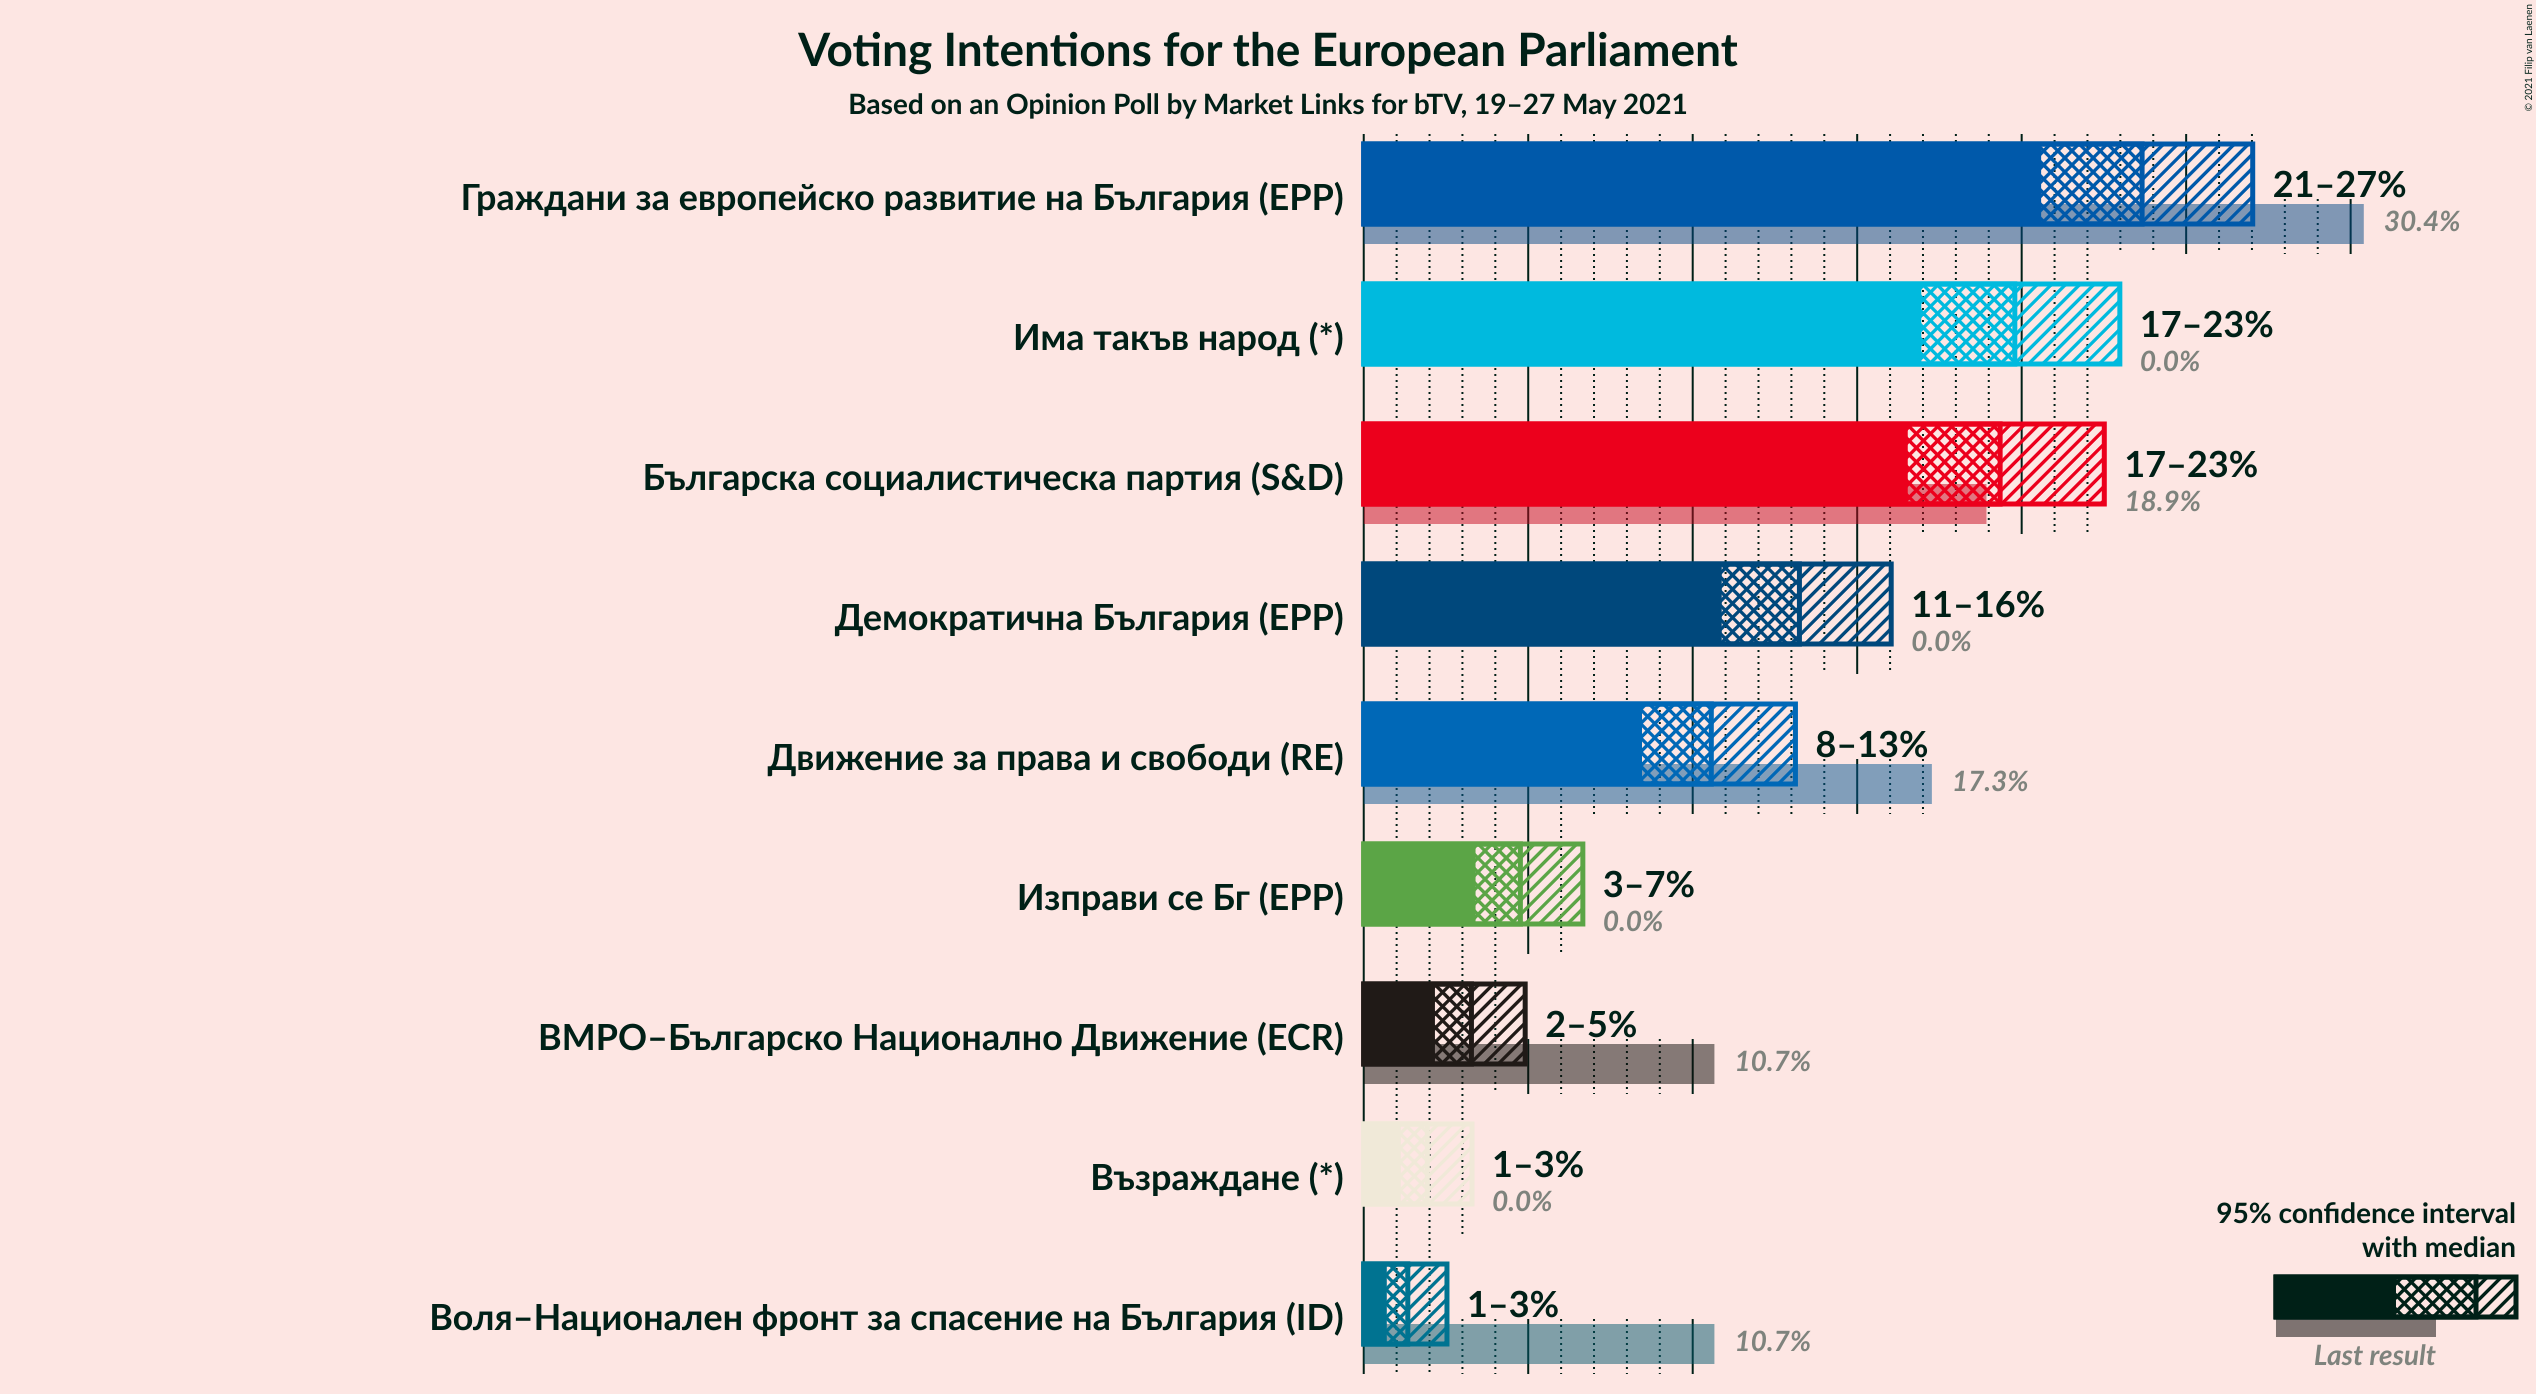 © 2021 Filip van Laenen
Voting Intentions for the European Parliament
Based on an Opinion Poll by Market Links for bTV, 19–27 May 2021
Граждани за европейско развитие на България (EPP)
21–27%
30.4%
Има такъв народ (*)
17–23%
0.0%
Българска социалистическа партия (S&D)
17–23%
18.9%
Демократична България (EPP)
11–16%
0.0%
Движение за права и свободи (RE)
8–13%
17.3%
Изправи се Бг (EPP)
3–7%
0.0%
ВМРО–Българско Национално Движение (ECR)
2–5%
10.7%
Възраждане (*)
1–3%
0.0%
Воля–Национален фронт за спасение на България (ID)
1–3%
10.7%
95% confidence interval
with median
Last result